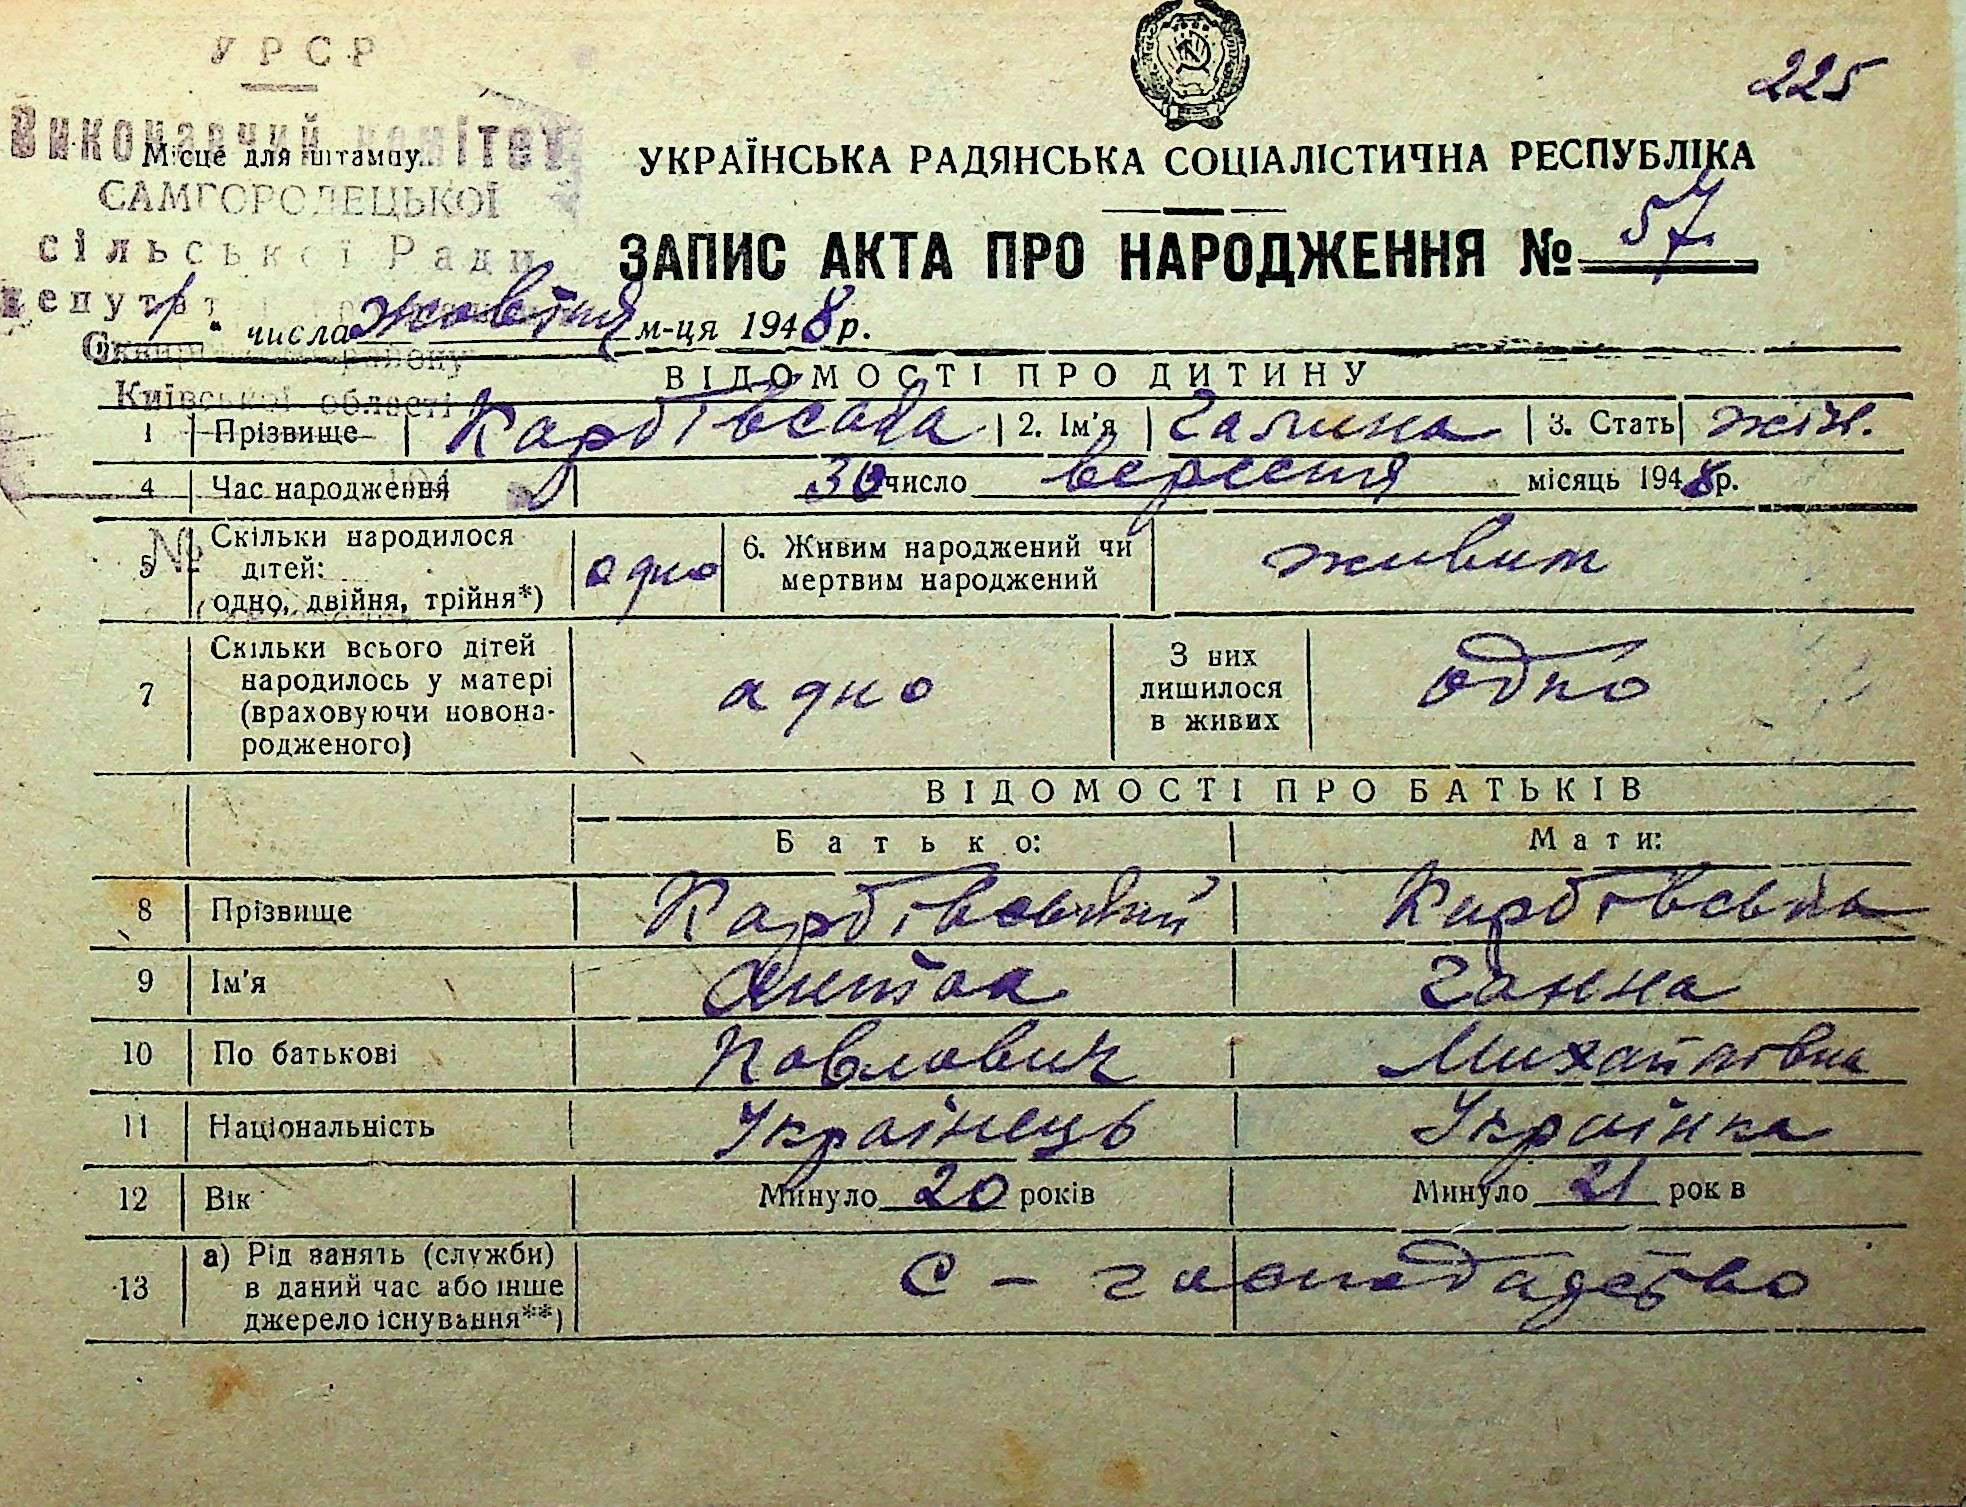 УРСР
225
Виконавчий комітет
Місце для штампу
УКРАЇНСЬКА РАДЯНСЬКА СОЦІАЛІСТИЧНА РЕСПУБЛІКА
САМГОРОДЕЦЬКОЇ
сільської Ради
ЗАПИС АКТА ПРО НАРОДЖЕННЯ № 57
депутат
"1" числа жовтня м-ця 1948 р.
району
ВІДОМОСТІ ПРО ДИТИНУ
Київської області
1 Прізвище Карбівська 2. Ім'я Галина 3. Стать жін.
4 Час народження 30 число вересня місяць 1948 р.
№
5 Скільки народилося дітей: одно, двійня, трійня*) одно 6. Живим народжений чи мертвим народжений живим
7 Скільки всього дітей народилось у матері (враховуючи новонародженого) одно З них лишилося в живих одно
ВІДОМОСТІ ПРО БАТЬКІВ
Батько: Мати:
8 Прізвище Карбівський Карбівська
9 Ім'я Антон Ганна
10 По батькові Павлович Михайлівна
11 Національність Українець Українка
12 Вік Минуло 20 років Минуло 21 рок в
13 а) Рід занять (служби) в даний час або інше джерело існування**) С-господарство